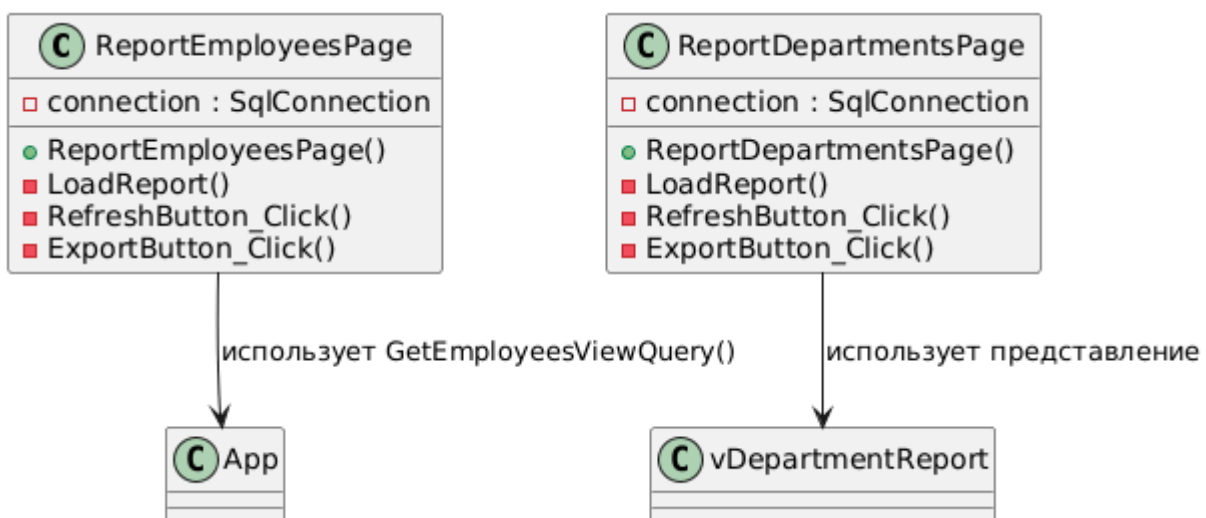 C ReportEmployeesPage
connection : SqlConnection
ReportEmployeesPage()
LoadReport()
RefreshButton_Click()
ExportButton_Click()
C ReportDepartmentsPage
connection : SqlConnection
ReportDepartmentsPage()
LoadReport()
RefreshButton_Click()
ExportButton_Click()
использует GetEmployeesViewQuery()
использует представление
C App
C vDepartmentReport